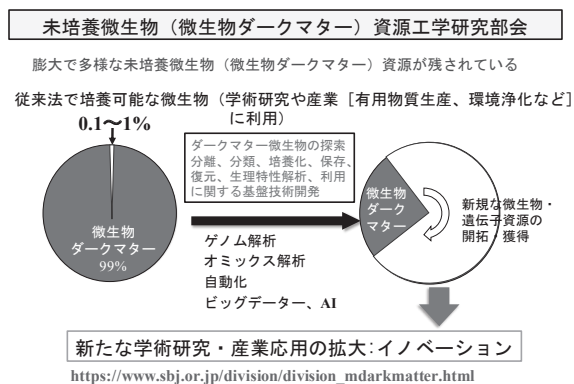 未培養微生物（微生物ダークマター）資源工学研究部会
膨大で多様な未培養微生物（微生物ダークマター）資源が残されている
従来法で培養可能な微生物（学術研究や産業［有用物質生産、環境浄化など］
に利用）
0.1〜1%
ダークマター微生物の探索
分離、分類、培養化、保存、
復元、生理特性解析、利用
に関する基盤技術開発
微生物
ダークマター
99%
ゲノム解析
オミックス解析
自動化
ビッグデーター、AI
微生物
ダーク
マター
新規な微生物・
遺伝子資源の
開拓・獲得
新たな学術研究・産業応用の拡大：イノベーション
https://www.sbj.or.jp/division/division_mdarkmatter.html